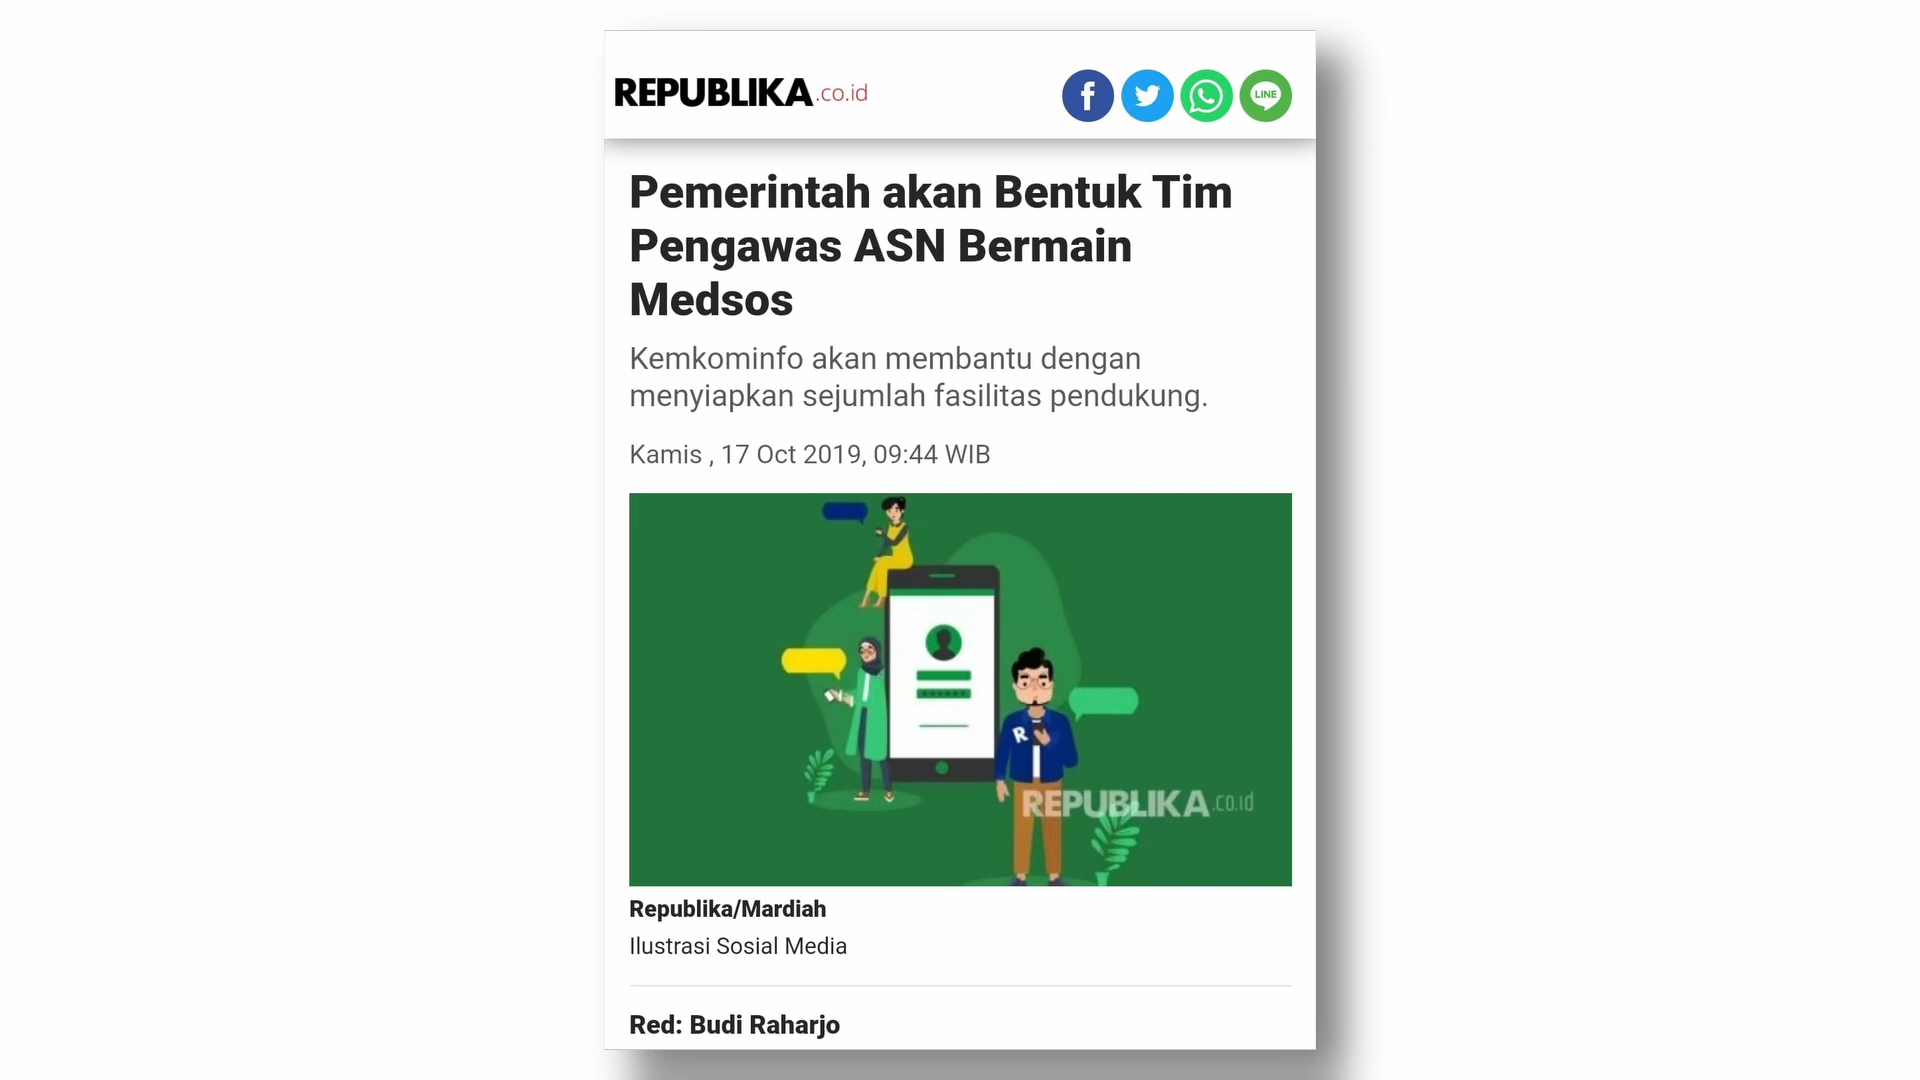 REPUBLIKA.co.id
LINE
Pemerintah akan Bentuk Tim
Pengawas ASN Bermain
Medsos
Kemkominfo akan membantu dengan
menyiapkan sejumlah fasilitas pendukung.
Kamis , 17 Oct 2019, 09:44 WIB
R
REPUBLIKA.co.id
Republika/Mardiah
Ilustrasi Sosial Media
Red: Budi Raharjo